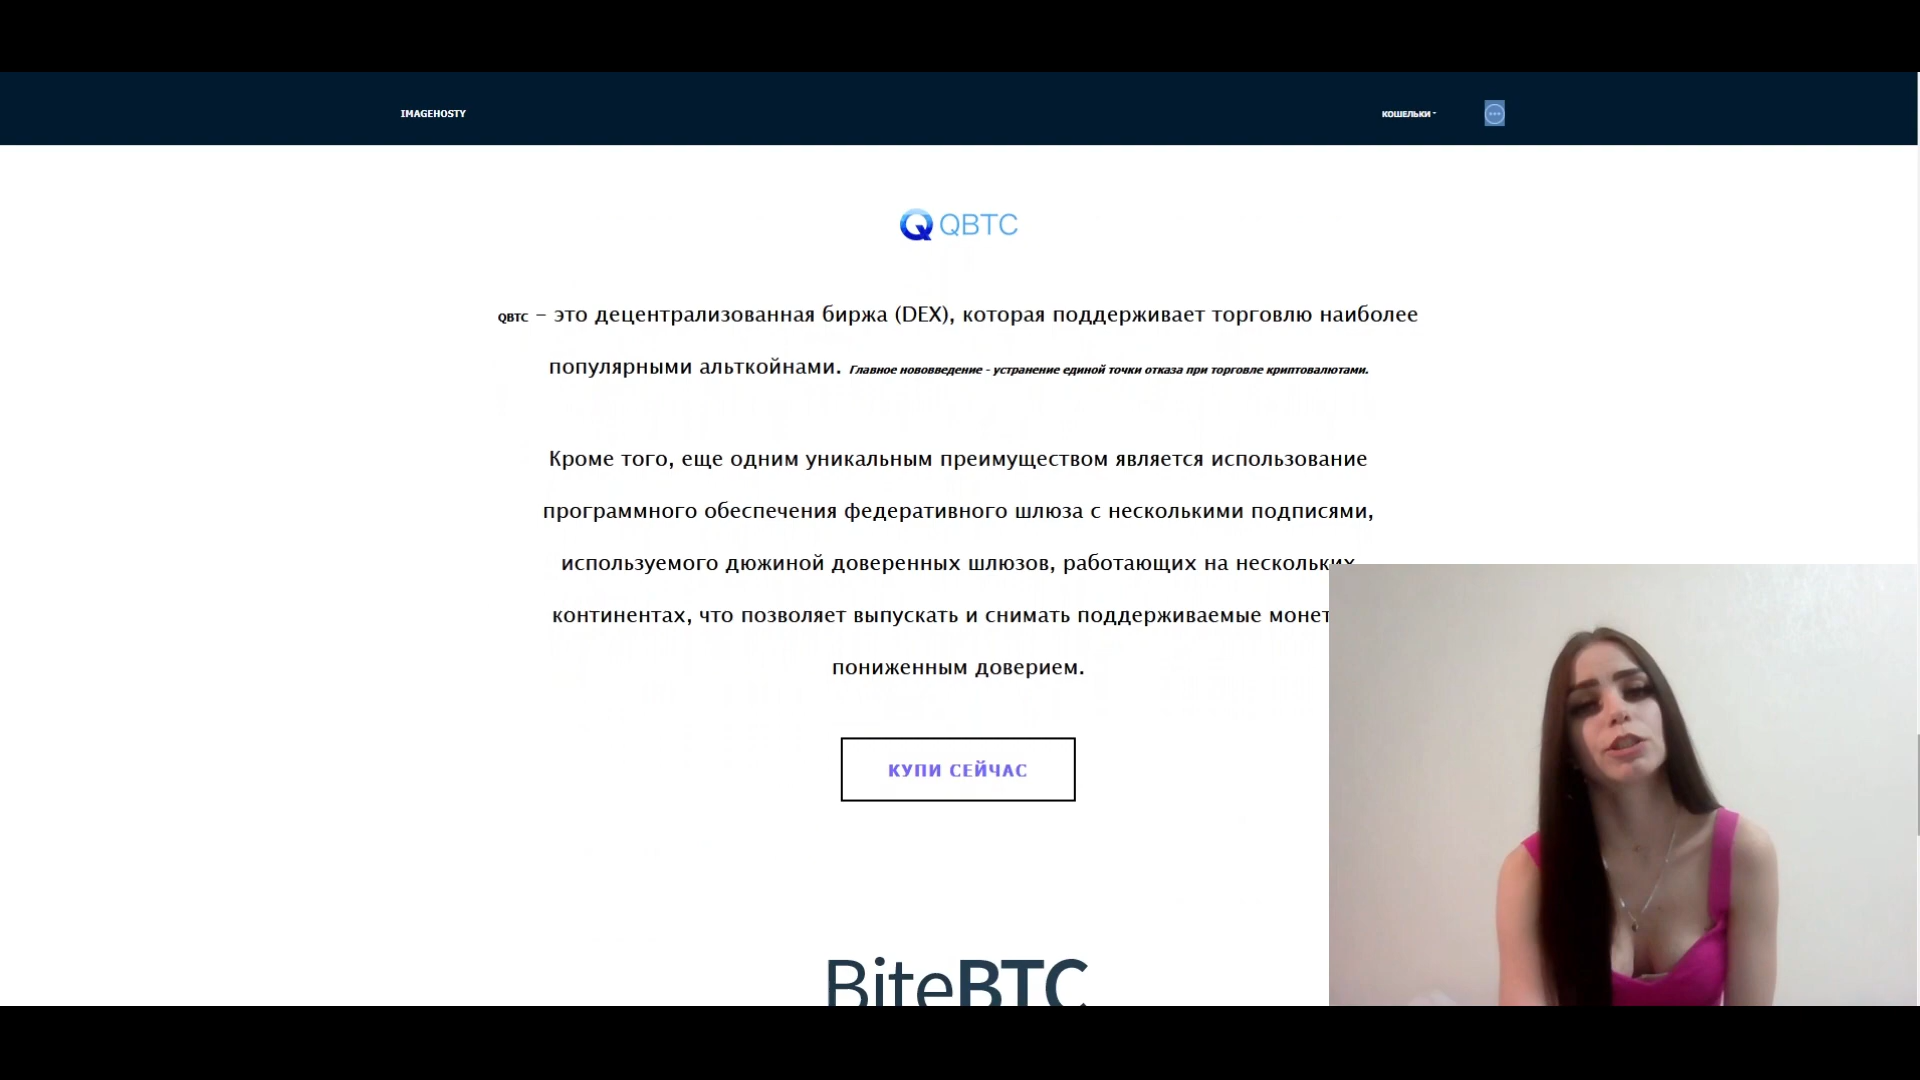 IMAGEHOSTY
КОШЕЛЬКИ
QBTC
QBTC – это децентрализованная биржа (DEX), которая поддерживает торговлю наиболее
популярными альткойнами. Главное нововведение - устранение единой точки отказа при торговле криптовалютами.
Кроме того, еще одним уникальным преимуществом является использование
программного обеспечения федеративного шлюза с несколькими подписями,
используемого дюжиной доверенных шлюзов, работающих на нескольких
континентах, что позволяет выпускать и снимать поддерживаемые монет
пониженным доверием.
КУПИ СЕЙЧАС
BiteBTC